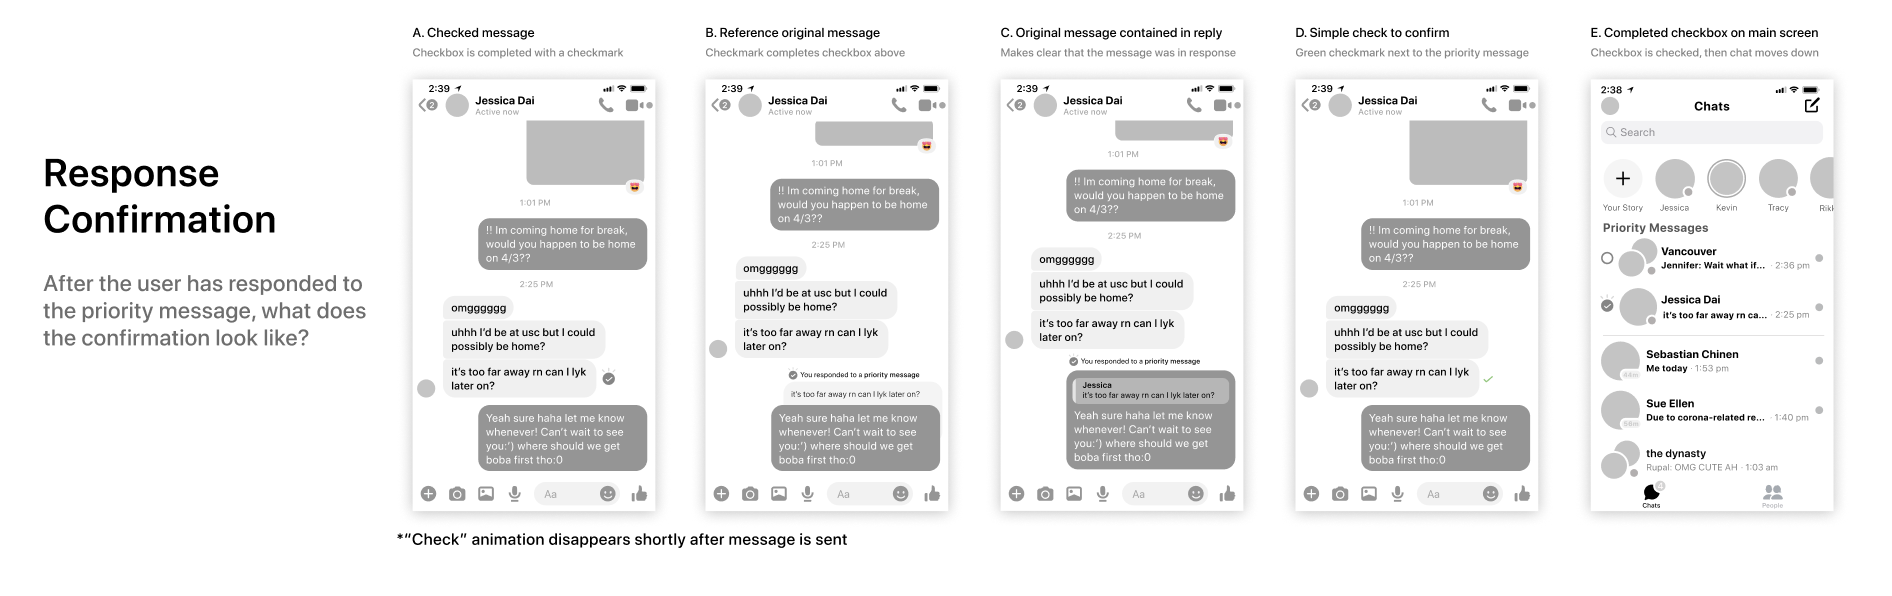 Response
Confirmation
After the user has responded to
the priority message, what does
the confirmation look like?
A. Checked message
Checkbox is completed with a checkmark
2:39
2
Jessica Dai
Active now
1:01 PM
!! Im coming home for break,
would you happen to be home
on 4/3??
2:25 PM
omgggggg
uhhh I'd be at usc but I could
possibly be home?
it's too far away rn can I lyk
later on?
Yeah sure haha let me know
whenever! Can't wait to see
you:') where should we get
boba first tho:0
Aa
*“Check” animation disappears shortly after message is sent
B. Reference original message
Checkmark completes checkbox above
2:39
2
Jessica Dai
Active now
1:01 PM
!! Im coming home for break,
would you happen to be home
on 4/3??
2:25 PM
omgggggg
uhhh I'd be at usc but I could
possibly be home?
it's too far away rn can I lyk
later on?
You responded to a priority message
it's too far away rn can I lyk later on?
Yeah sure haha let me know
whenever! Can't wait to see
you:') where should we get
boba first tho:0
Aa
C. Original message contained in reply
Makes clear that the message was in response
2:39
2
Jessica Dai
Active now
1:01 PM
!! Im coming home for break,
would you happen to be home
on 4/3??
2:25 PM
omgggggg
uhhh I'd be at usc but I could
possibly be home?
it's too far away rn can I lyk
later on?
You responded to a priority message
Jessica
it's too far away rn can I lyk later on?
Yeah sure haha let me know
whenever! Can't wait to see
you:') where should we get
boba first tho:0
Aa
D. Simple check to confirm
Green checkmark next to the priority message
2:39
2
Jessica Dai
Active now
1:01 PM
!! Im coming home for break,
would you happen to be home
on 4/3??
2:25 PM
omgggggg
uhhh I'd be at usc but I could
possibly be home?
it's too far away rn can I lyk
later on?
Yeah sure haha let me know
whenever! Can't wait to see
you:') where should we get
boba first tho:0
Aa
E. Completed checkbox on main screen
Checkbox is checked, then chat moves down
2:38
Chats
Search
Your Story Jessica Kevin Tracy Rikk
Priority Messages
Vancouver
Jennifer: Wait what if... · 2:36 pm
Jessica Dai
it's too far away rn ca... · 2:25 pm
Sebastian Chinen
44m Me today · 1:53 pm
Sue Ellen
56m Due to corona-related re... · 1:40 pm
the dynasty
Rupal: OMG CUTE AH · 1:03 am
4
Chats People